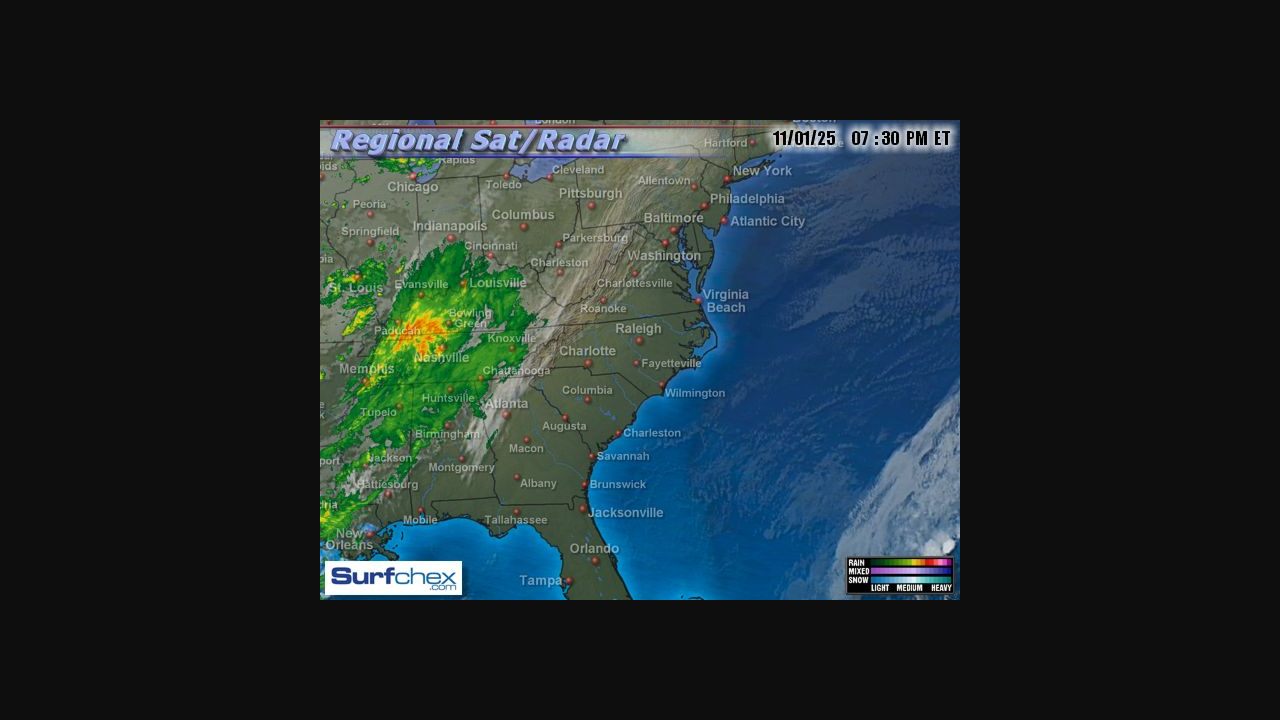 London
Boston
Regional Sat/Radar
11/01/25 07 : 30 PM ET
Hartford
Rapids
Cleveland
Chicago
Toledo
Allentown
New York
Pittsburgh
Peoria
Philadelphia
Columbus
Baltimore
Atlantic City
Springfield
Indianapolis
Cincinnati
Parkersburg
Washington
Charleston
St. Louis
Evansville
Louisville
Charlottesville
Virginia
Beach
Roanoke
Bowling
Green
Paducah
Raleigh
Knoxville
Nashville
Charlotte
Fayetteville
Memphis
Chattanooga
Columbia
Wilmington
Huntsville
Atlanta
Tupelo
Augusta
Birmingham
Charleston
Macon
Jackson
Savannah
Montgomery
Hattiesburg
Albany
Brunswick
Mobile
Tallahassee
Jacksonville
New
Orleans
Orlando
Tampa
Surfchex
.com
RAIN
MIXED
SNOW
LIGHT MEDIUM HEAVY